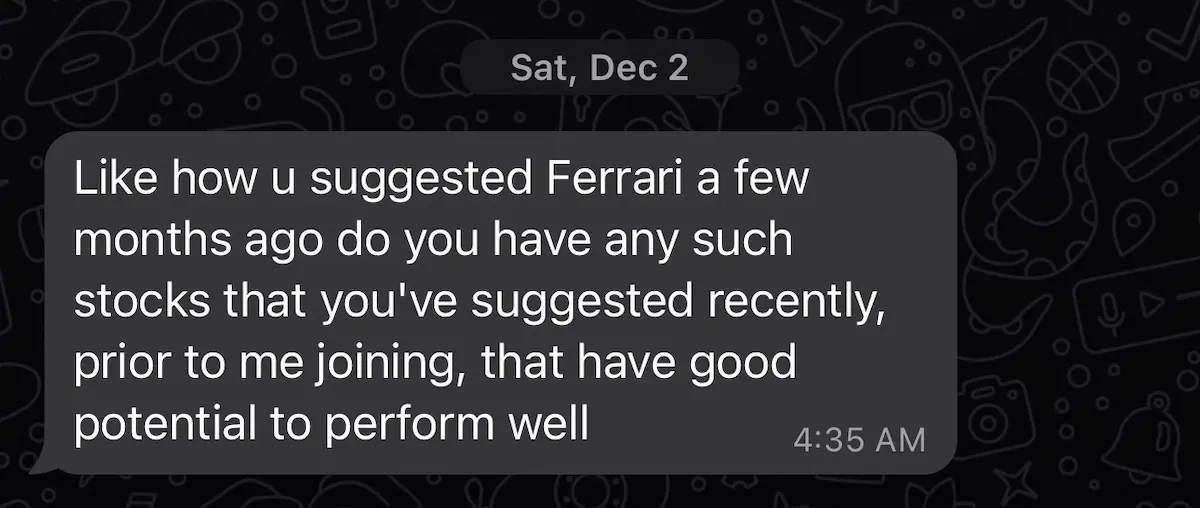 Sat, Dec 2
Like how u suggested Ferrari a few
months ago do you have any such
stocks that you've suggested recently,
prior to me joining, that have good
potential to perform well
4:35 AM